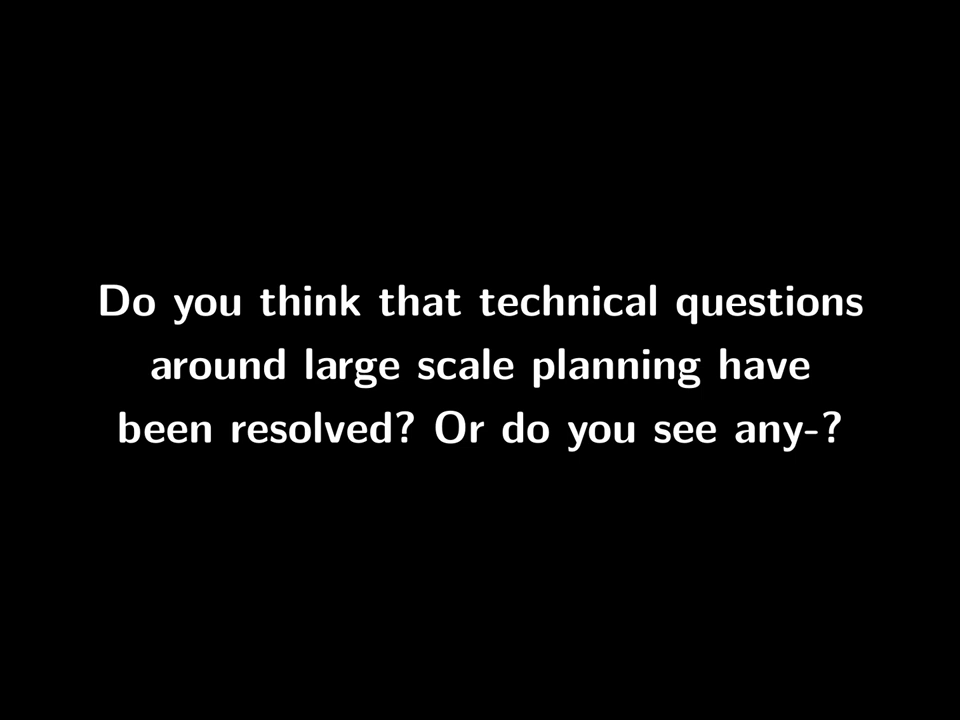 Do you think that technical questions
around large scale planning have
been resolved? Or do you see any-?